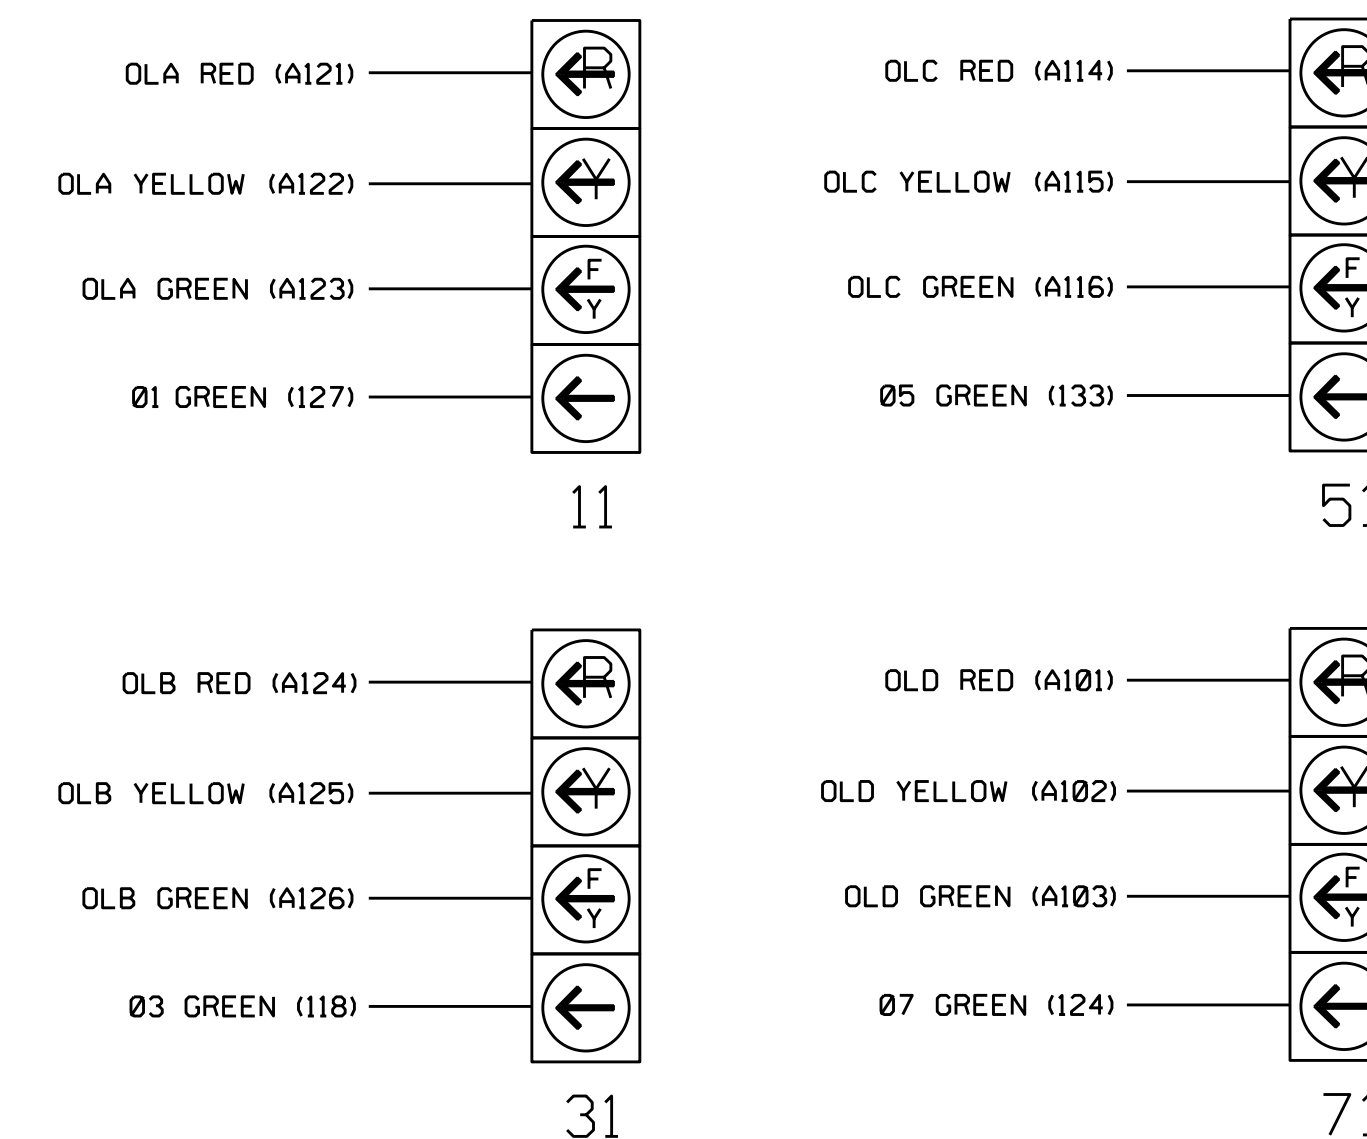 OLA RED (A121)
R
OLA YELLOW (A122)
Y
OLA GREEN (A123)
F
Y
Ø1 GREEN (127)
11
OLC RED (A114)
R
OLC YELLOW (A115)
Y
OLC GREEN (A116)
F
Y
Ø5 GREEN (133)
51
OLB RED (A124)
R
OLB YELLOW (A125)
Y
OLB GREEN (A126)
F
Y
Ø3 GREEN (118)
31
OLD RED (A1Ø1)
R
OLD YELLOW (A1Ø2)
Y
OLD GREEN (A1Ø3)
F
Y
Ø7 GREEN (124)
71